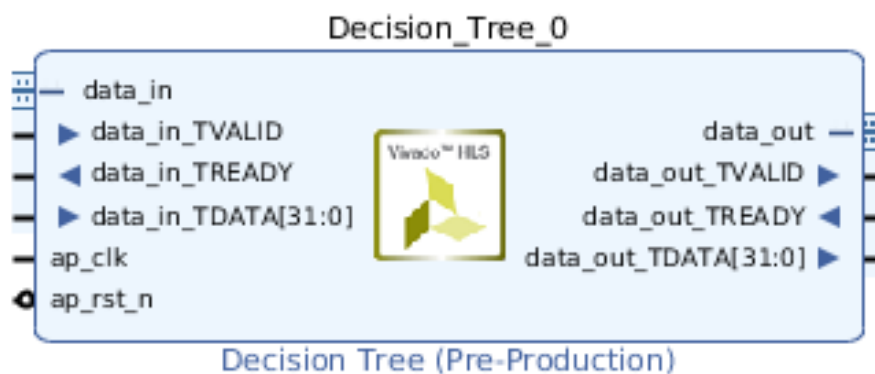 Decision_Tree_0
data_in
data_in_TVALID
data_in_TREADY
data_in_TDATA[31:0]
ap_clk
ap_rst_n
Vivado™ HLS
data_out
data_out_TVALID
data_out_TREADY
data_out_TDATA[31:0]
Decision Tree (Pre-Production)